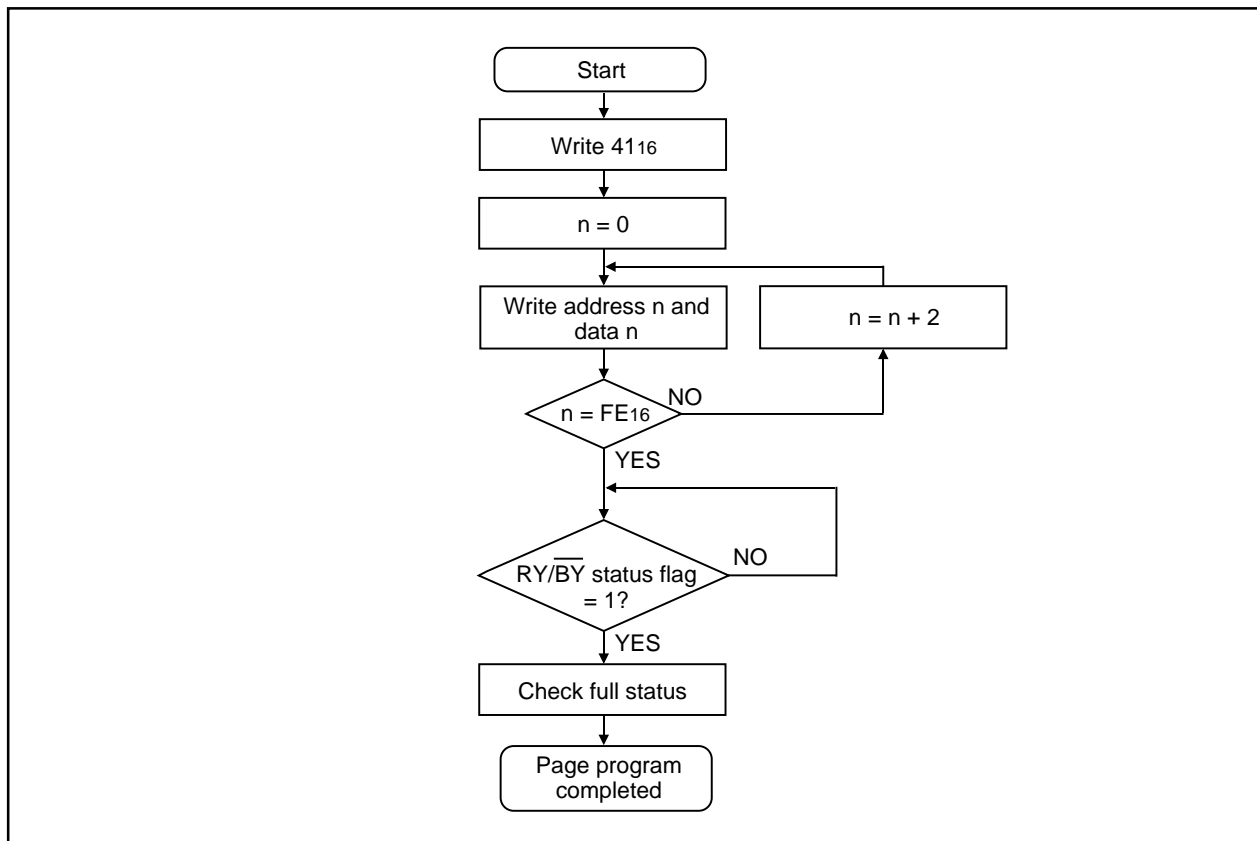 Start
Write 4116
n = 0
Write address n and
data n
n = n + 2
n = FE16
NO
YES
RY/BY status flag
= 1?
NO
YES
Check full status
Page program
completed